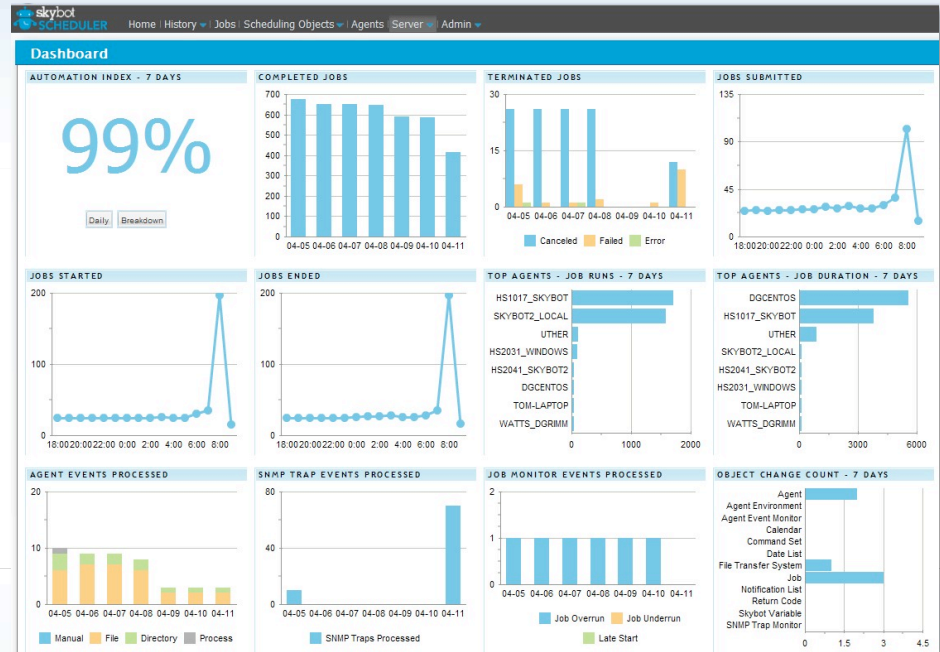 skybot
SCHEDULER
Home | History | Jobs | Scheduling Objects | Agents Server | Admin
Dashboard
AUTOMATION INDEX - 7 DAYS
99%
Daily Breakdown
COMPLETED JOBS
700
600
500
400
300
200
100
0
04-05 04-06 04-07 04-08 04-09 04-10 04-11
TERMINATED JOBS
30
15
0
04-05 04-06 04-07 04-08 04-09 04-10 04-11
Canceled Failed Error
JOBS SUBMITTED
135
90
45
0
18:00 20:00 22:00 0:00 2:00 4:00 6:00 8:00
JOBS STARTED
200
100
0
18:00 20:00 22:00 0:00 2:00 4:00 6:00 8:00
JOBS ENDED
200
100
0
18:00 20:00 22:00 0:00 2:00 4:00 6:00 8:00
TOP AGENTS - JOB RUNS - 7 DAYS
HS1017_SKYBOT
SKYBOT2_LOCAL
UTHER
HS2031_WINDOWS
HS2041_SKYBOT2
DGCENTOS
TOM-LAPTOP
WATTS_DGRIMM
0 1000 2000
TOP AGENTS - JOB DURATION - 7 DAYS
DGCENTOS
HS1017_SKYBOT
UTHER
SKYBOT2_LOCAL
HS2041_SKYBOT2
HS2031_WINDOWS
TOM-LAPTOP
WATTS_DGRIMM
0 3000 6000
AGENT EVENTS PROCESSED
20
10
0
04-05 04-06 04-07 04-08 04-09 04-10 04-11
Manual File Directory Process
SNMP TRAP EVENTS PROCESSED
80
40
0
04-05 04-06 04-07 04-08 04-09 04-10 04-11
SNMP Traps Processed
JOB MONITOR EVENTS PROCESSED
2
1
0
04-05 04-06 04-07 04-08 04-09 04-10 04-11
Job Overrun Job Underrun
Late Start
OBJECT CHANGE COUNT - 7 DAYS
Agent
Agent Environment
Agent Event Monitor
Calendar
Command Set
Date List
File Transfer System
Job
Notification List
Return Code
Skybot Variable
SNMP Trap Monitor
0 1.5 3 4.5